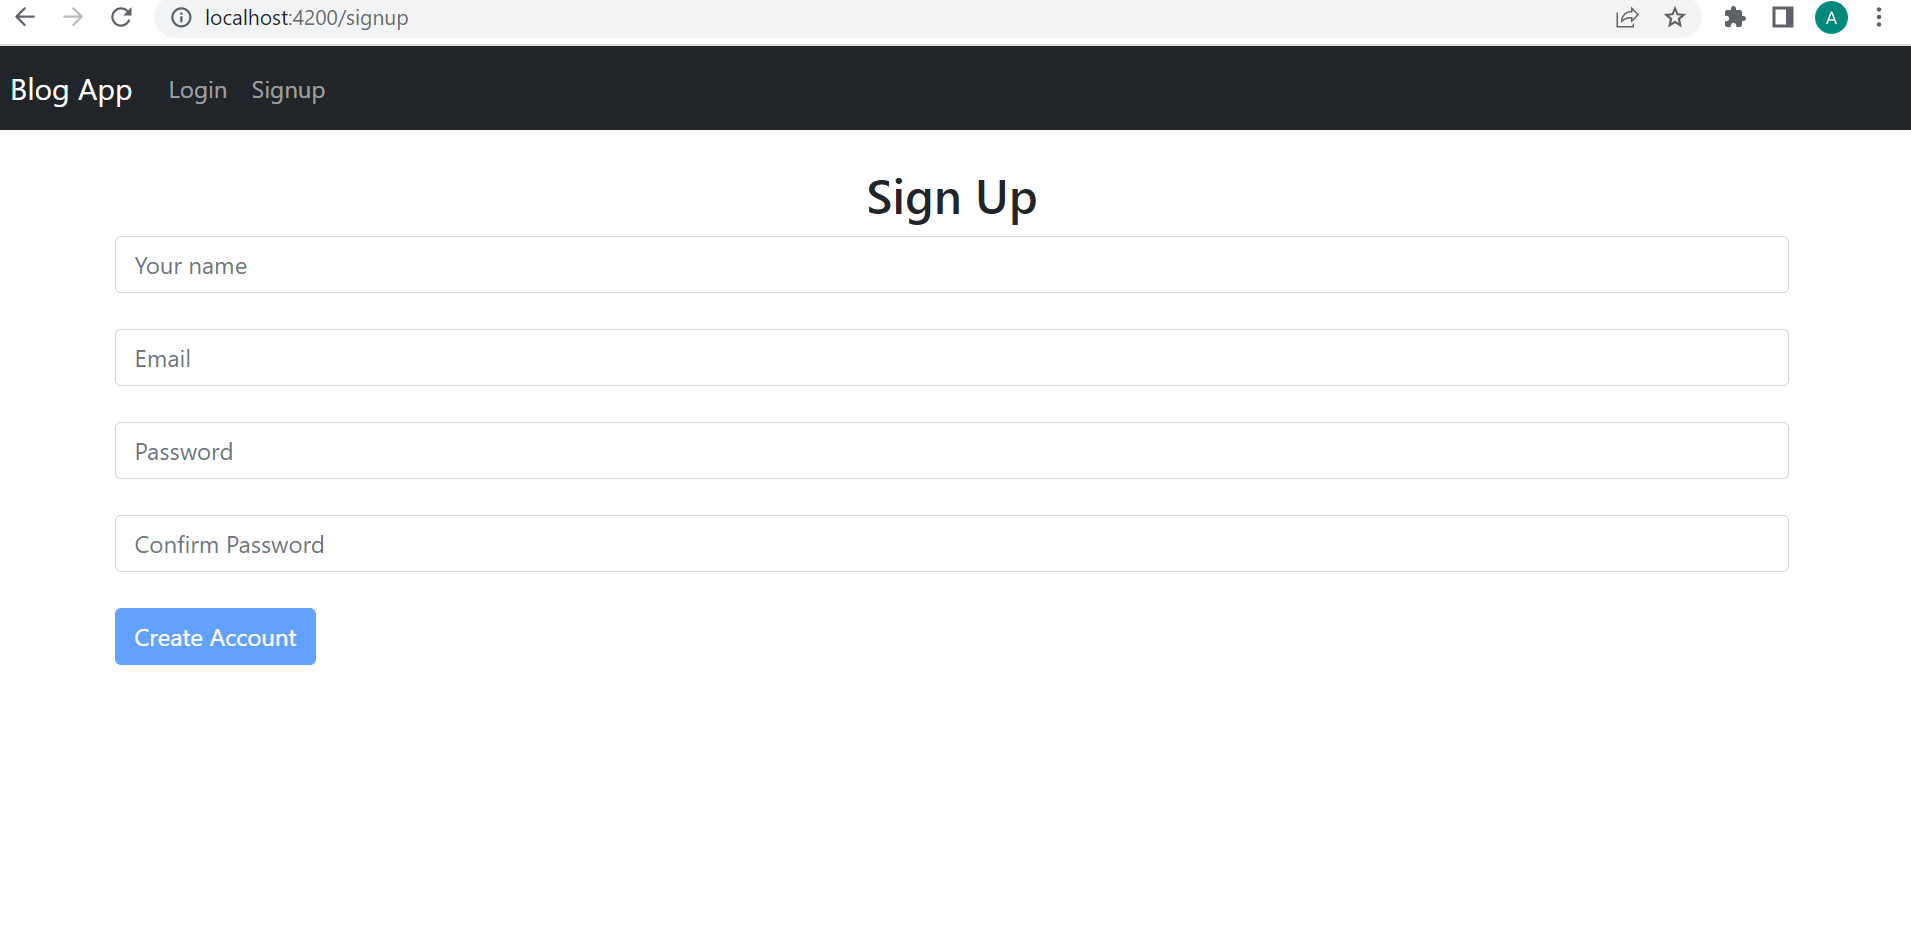 localhost:4200/signup
A
Blog App Login Signup
Sign Up
Your name
Email
Password
Confirm Password
Create Account